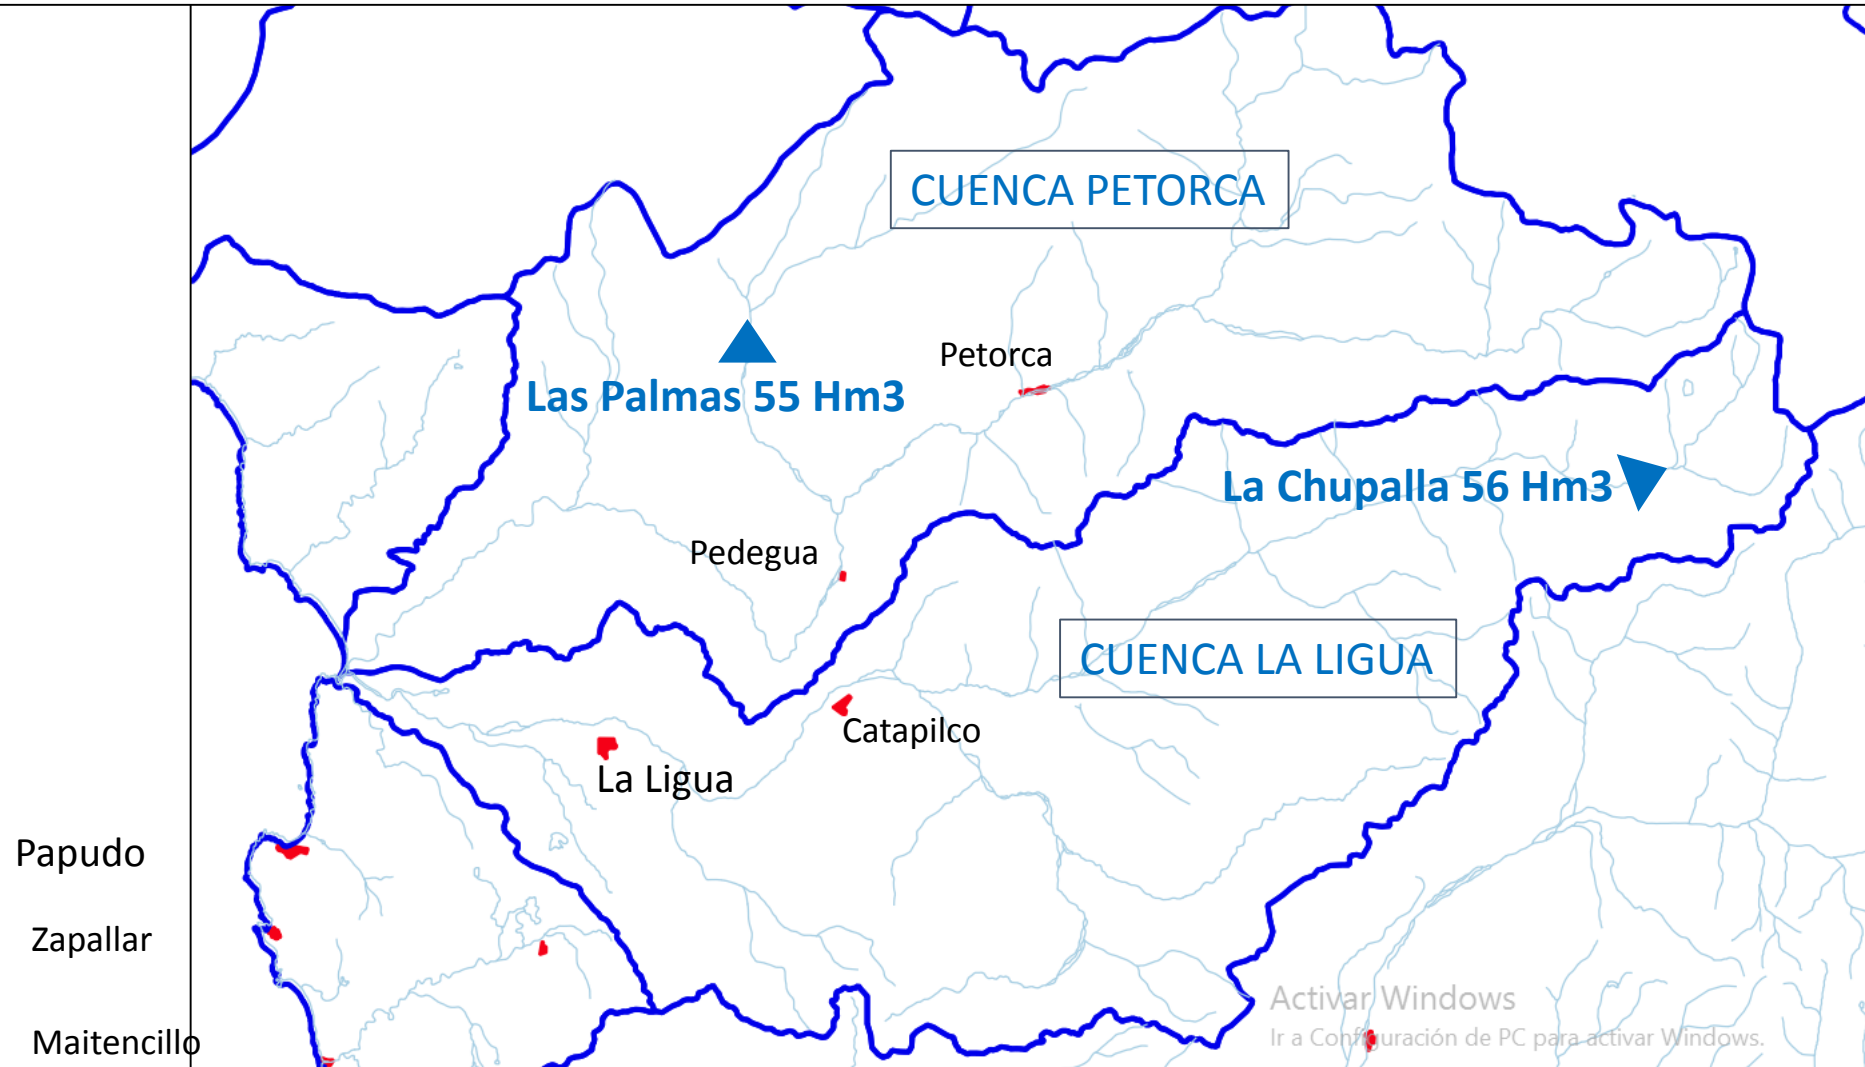 CUENCA PETORCA
Petorca
Las Palmas 55 Hm3
La Chupalla 56 Hm3
Pedegua
CUENCA LA LIGUA
Catapilco
La Ligua
Papudo
Zapallar
Maitencillo
Activar Windows
Ir a Configuración de PC para activar Windows.